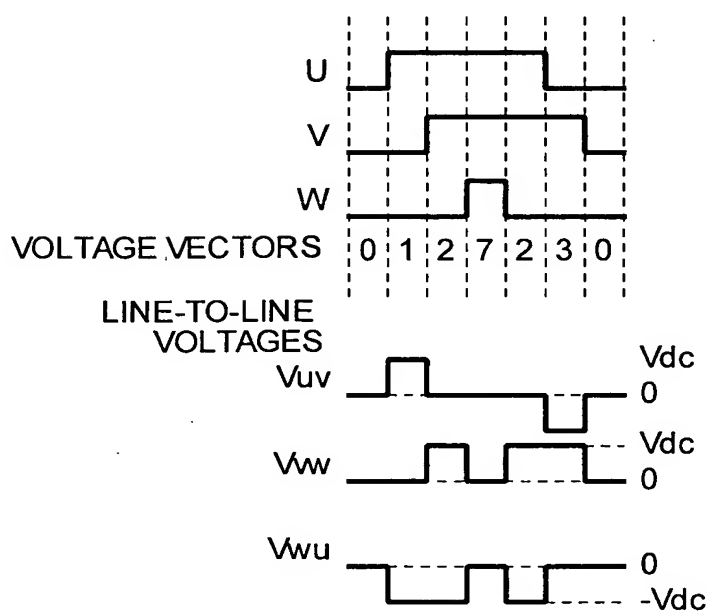 U
V
W
VOLTAGE VECTORS 0 1 2 7 2 3 0
LINE-TO-LINE
VOLTAGES
Vuv Vdc
0
Vvw Vdc
0
Vwu 0
-Vdc